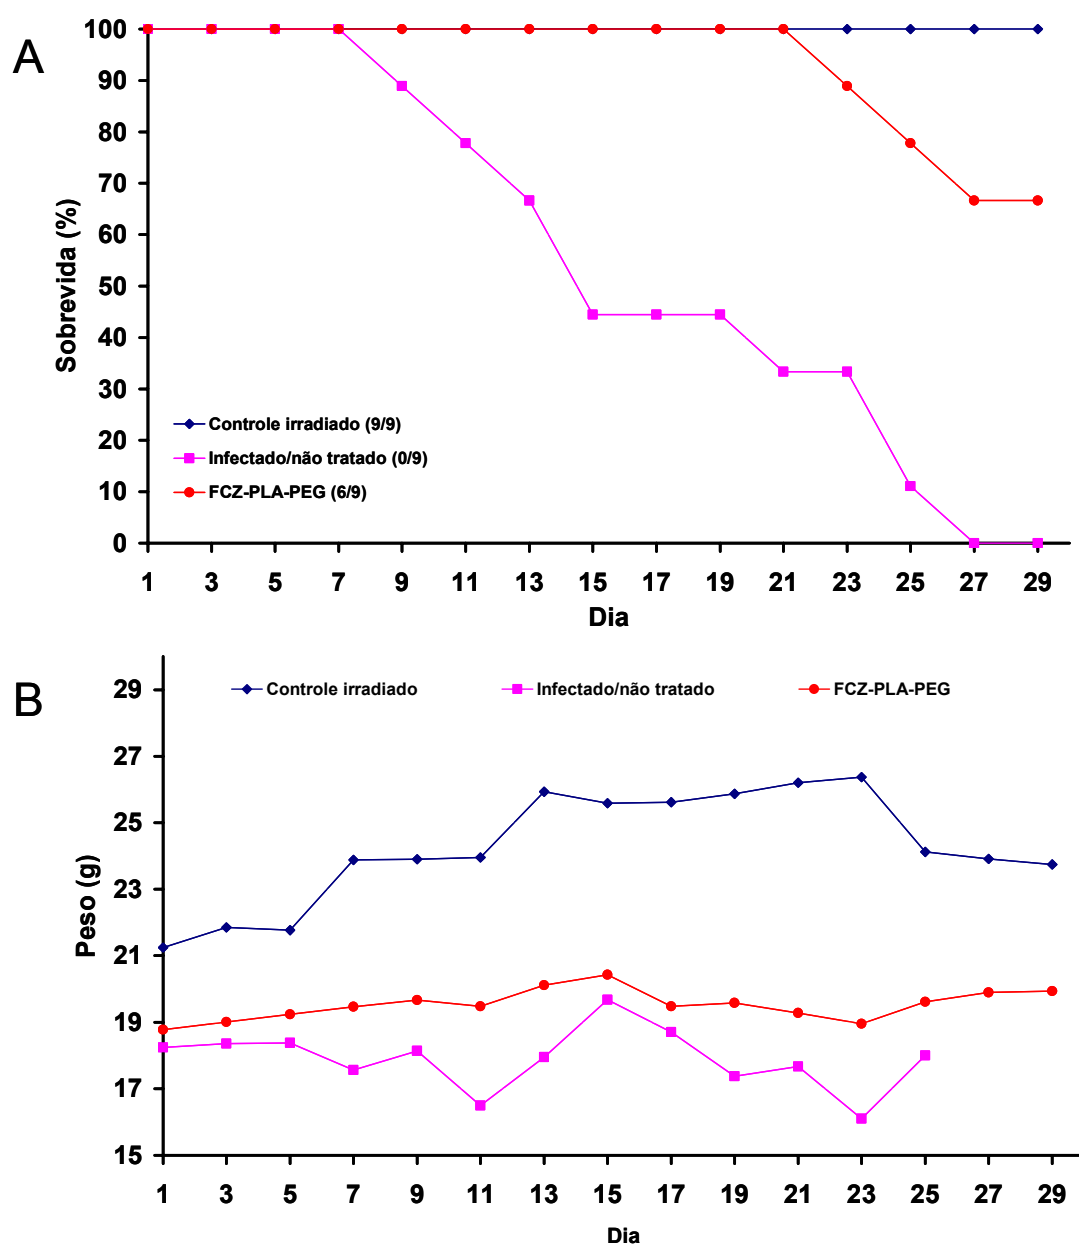 A
100
90
80
70
60
50
40
30
20
10
0
Sobrevida (%)
Controle irradiado (9/9)
Infectado/não tratado (0/9)
FCZ-PLA-PEG (6/9)
1 3 5 7 9 11 13 15 17 19 21 23 25 27 29
Dia
B
Controle irradiado Infectado/não tratado FCZ-PLA-PEG
29
27
25
23
21
19
17
15
Peso (g)
1 3 5 7 9 11 13 15 17 19 21 23 25 27 29
Dia